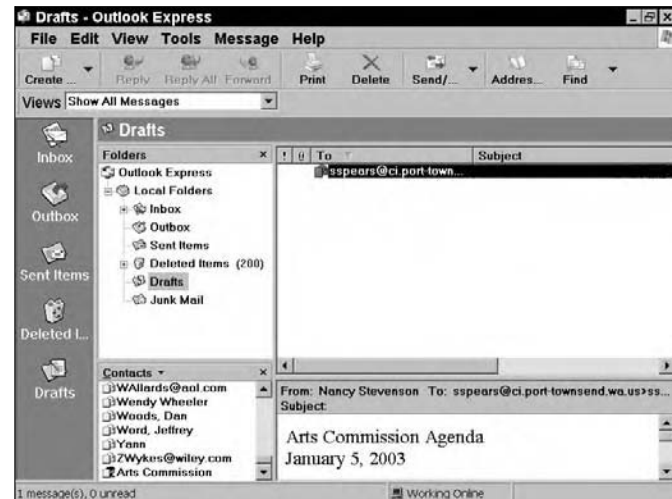 Drafts - Outlook Express
File Edit View Tools Message Help
Create ... Reply Reply All Forward Print Delete Send/... Addres... Find
Views Show All Messages
Drafts
Inbox
Outbox
Sent Items
Deleted I...
Drafts
Folders
Outlook Express
Local Folders
Inbox
Outbox
Sent Items
Deleted Items (200)
Drafts
Junk Mail
Contacts
WAllards@aol.com
Wendy Wheeler
Woods, Dan
Word, Jeffrey
Yann
ZWykes@wiley.com
Arts Commission
! To Subject
sspears@ci.port-town...
From: Nancy Stevenson To: sspears@ci.port-townsend.wa.us>ss...
Subject:
Arts Commission Agenda
January 5, 2003
1 message(s), 0 unread Working Online